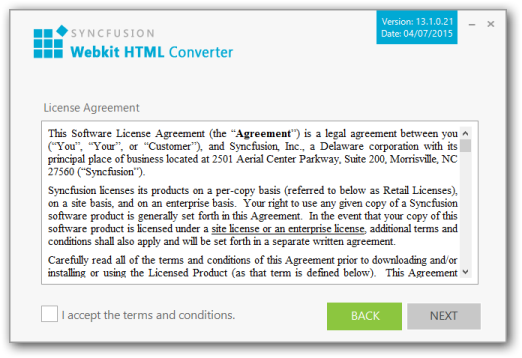 SYNCFUSION
Webkit HTML Converter
Version: 13.1.0.21
Date: 04/07/2015
License Agreement
This Software License Agreement (the “Agreement”) is a legal agreement between you
(“You”, “Your”, or “Customer”), and Syncfusion, Inc., a Delaware corporation with its
principal place of business located at 2501 Aerial Center Parkway, Suite 200, Morrisville, NC
27560 (“Syncfusion”).
Syncfusion licenses its products on a per-copy basis (referred to below as Retail Licenses),
on a site basis, and on an enterprise basis. Your right to use any given copy of a Syncfusion
software product is generally set forth in this Agreement. In the event that your copy of this
software product is licensed under a site license or an enterprise license, additional terms and
conditions shall also apply and will be set forth in a separate written agreement.
Carefully read all of the terms and conditions of this Agreement prior to downloading and/or
installing or using the Licensed Product (as that term is defined below). This Agreement
I accept the terms and conditions.
BACK
NEXT